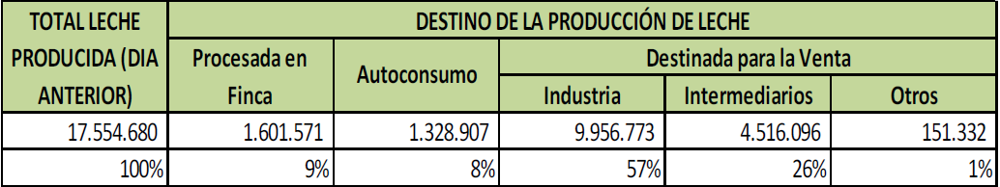 TOTAL LECHE PRODUCIDA (DIA ANTERIOR)
DESTINO DE LA PRODUCCIÓN DE LECHE
Procesada en Finca
Autoconsumo
Destinada para la Venta
Industria Intermediarios Otros
17.554.680 1.601.571 1.328.907 9.956.773 4.516.096 151.332
100% 9% 8% 57% 26% 1%